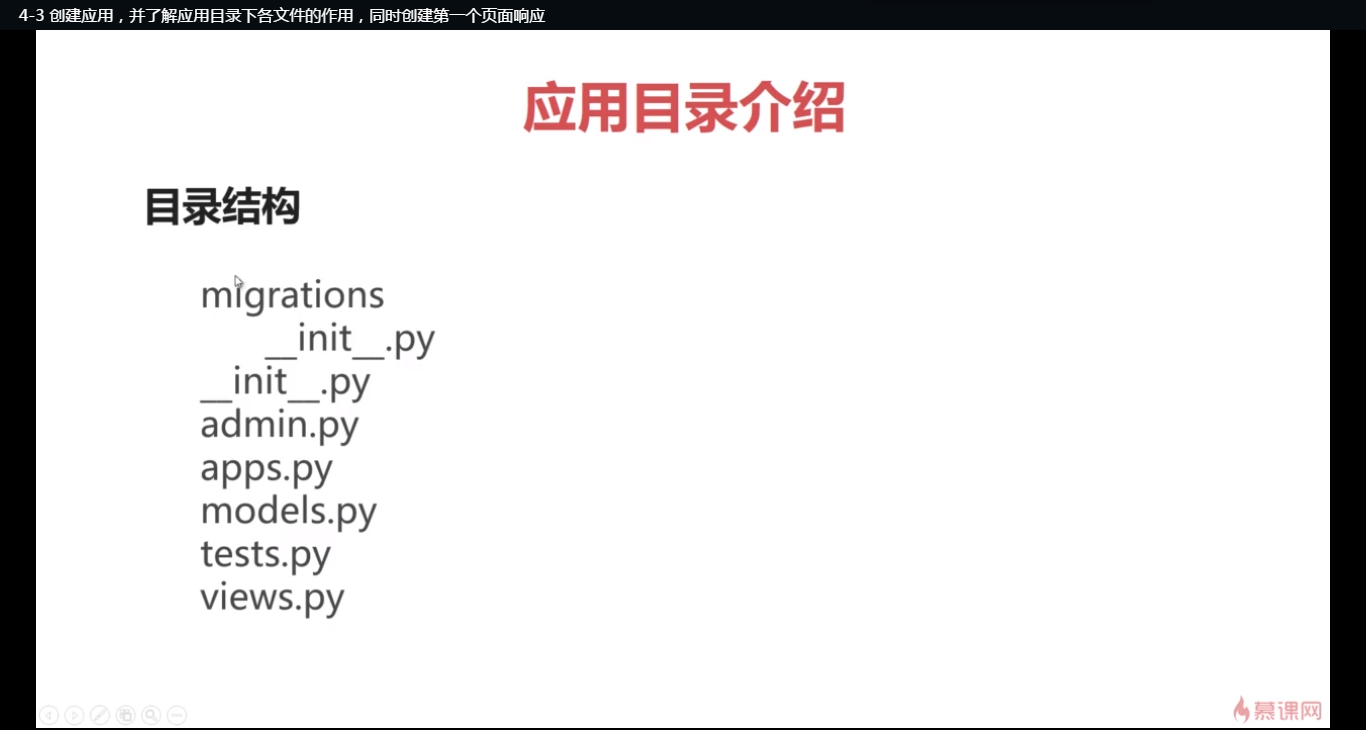 4-3 创建应用，并了解应用目录下各文件的作用，同时创建第一个页面响应
应用目录介绍
目录结构
migrations
__init__.py
__init__.py
admin.py
apps.py
models.py
tests.py
views.py
慕课网